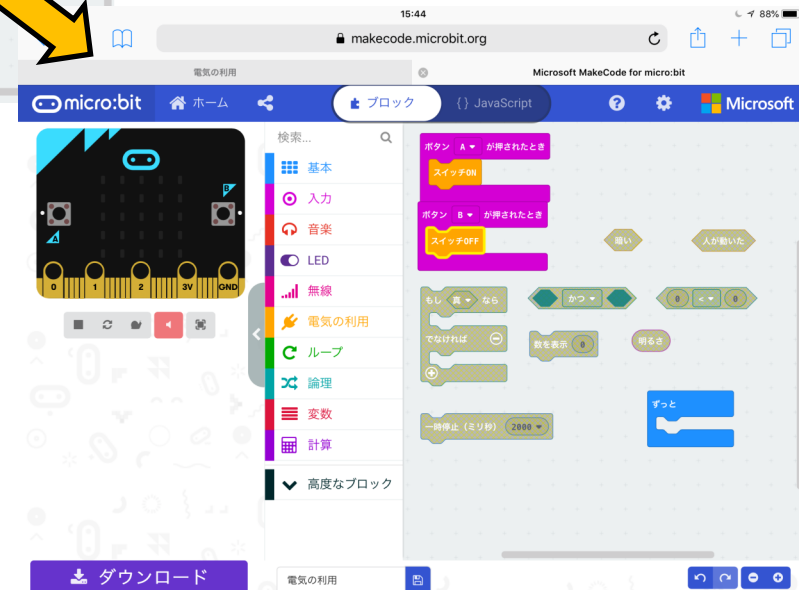 15:44
88%
makecode.microbit.org
電気の利用
Microsoft MakeCode for micro:bit
micro:bit
ホーム
ブロック
{} JavaScript
Microsoft
検索...
基本
入力
音楽
LED
無線
電気の利用
ループ
論理
変数
計算
高度なブロック
B
A
0 1 2 3V GND
ボタン A が押されたとき
スイッチON
ボタン B が押されたとき
スイッチOFF
暗い
人が動いた
もし 真 なら
かつ
0 < 0
でなければ
数を表示 0
明るさ
ずっと
一時停止（ミリ秒） 2000
ダウンロード
電気の利用